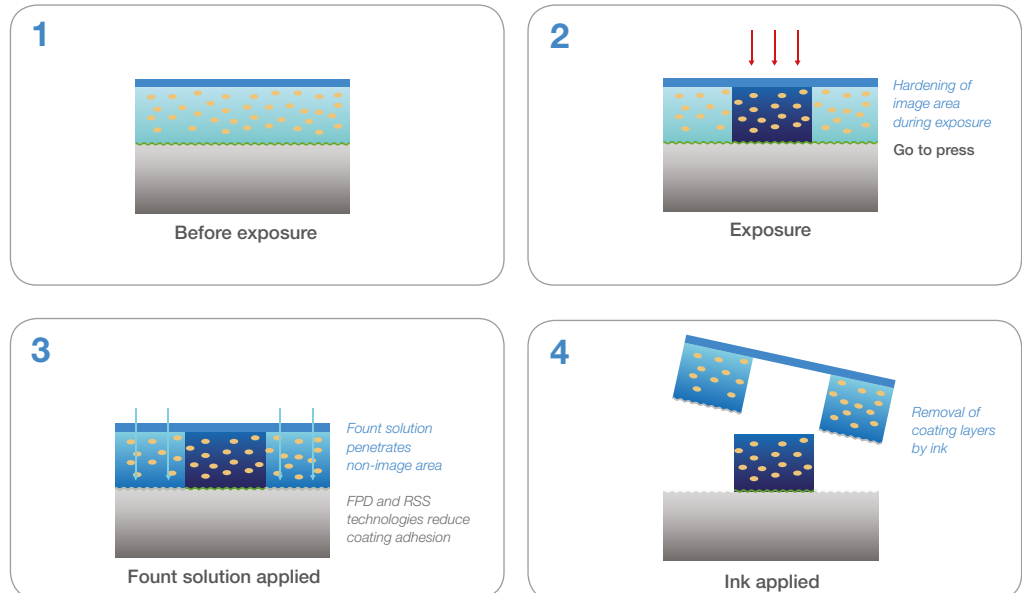 1
Before exposure
2
Hardening of
image area
during exposure
Go to press
Exposure
3
Fount solution
penetrates
non-image area
FPD and RSS
technologies reduce
coating adhesion
Fount solution applied
4
Removal of
coating layers
by ink
Ink applied